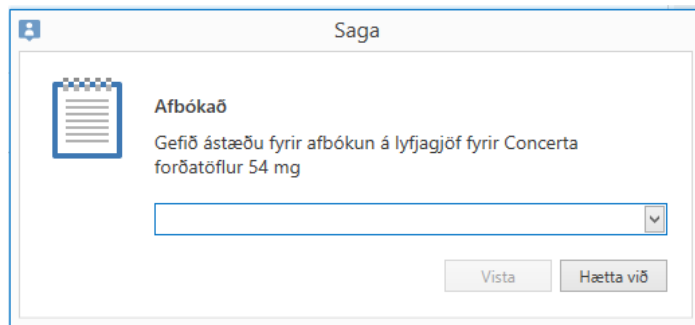 Saga
Afbókað
Gefið ástæðu fyrir afbókun á lyfjagjöf fyrir Concerta
forðatöflur 54 mg
Vista
Hætta við